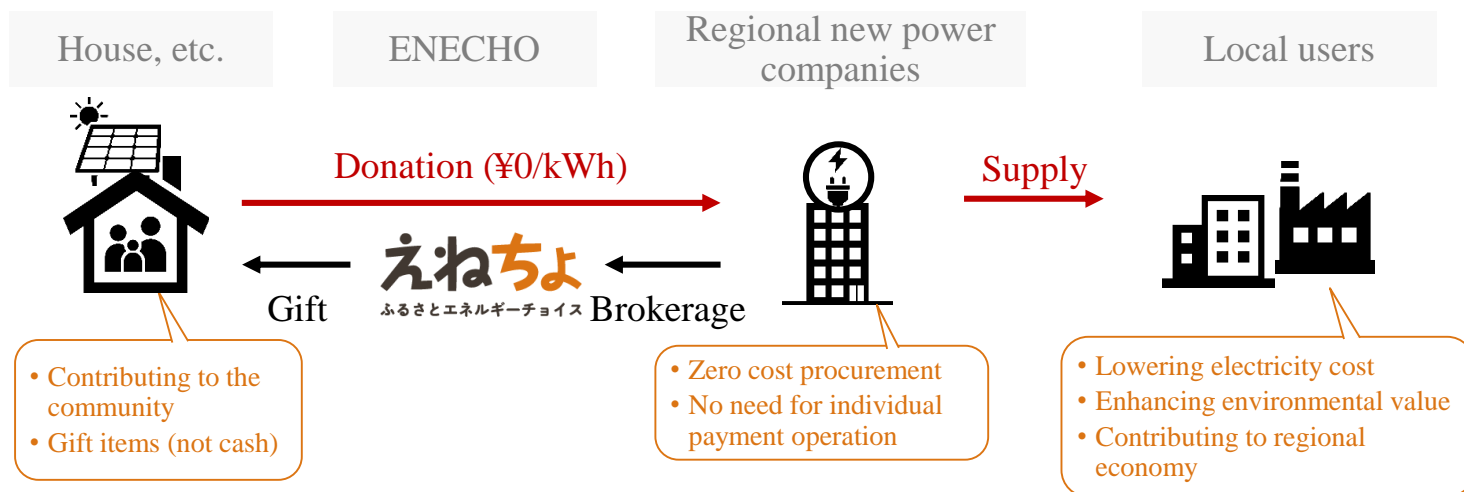 House, etc.
ENECHO
Regional new power
companies
Local users
Donation (¥0/kWh)
Supply
えねちょ
ふるさとエネルギーチョイス
Gift
Brokerage
• Contributing to the
community
• Gift items (not cash)
• Zero cost procurement
• No need for individual
payment operation
• Lowering electricity cost
• Enhancing environmental value
• Contributing to regional
economy